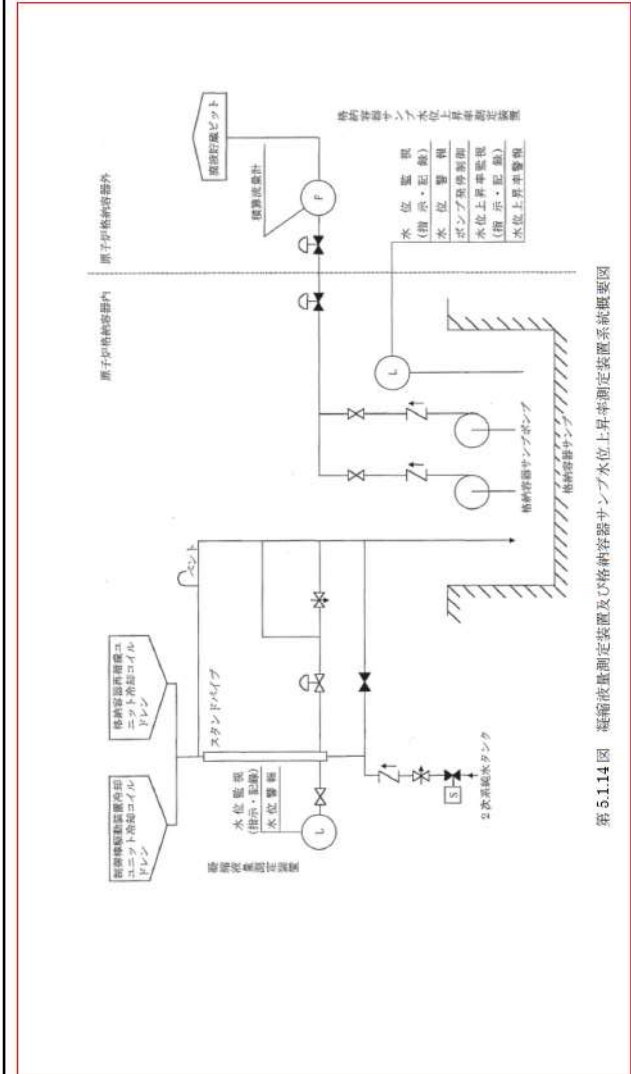 制御棒駆動装置冷却
ユニット冷却コイル
ドレン
格納容器再循環ユ
ニット冷却コイル
ドレン
ベント
スタンドパイプ
水位監視
(指示・記録)
水位警報
L
凝縮液量測定装置
S
2次系純水タンク
原子炉格納容器内
原子炉格納容器外
廃液貯蔵ピット
積算流量計
F
L
格納容器サンプポンプ
格納容器サンプ
水位監視
(指示・記録)
水位警報
ポンプ発停制御
水位上昇率監視
(指示・記録)
水位上昇率警報
格納容器サンプ水位上昇率測定装置
第5.1.14図 凝縮液量測定装置及び格納容器サンプ水位上昇率測定装置系統概要図